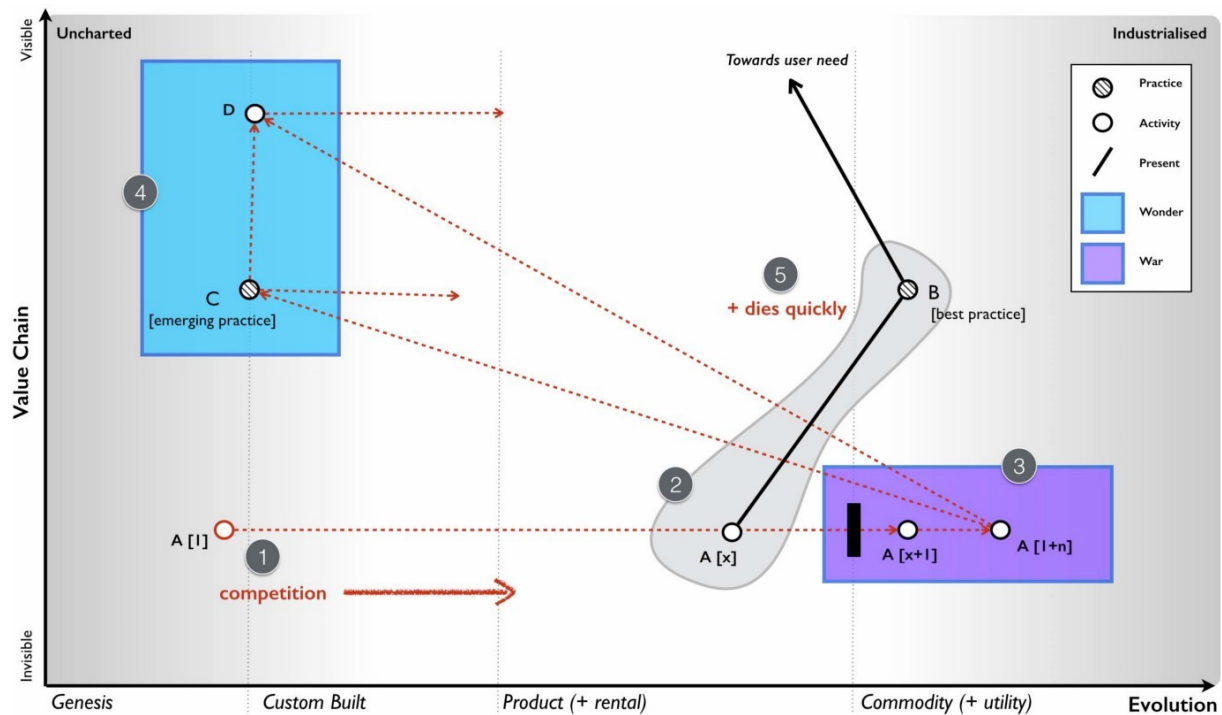 Visible
Uncharted
Industrialised
Towards user need
Practice
Activity
Present
Wonder
War
D
4
C
[emerging practice]
5
+ dies quickly
B
[best practice]
Value Chain
2
3
A [1]
1
A [x]
A [x+1]
A [1+n]
competition
Invisible
Genesis
Custom Built
Product (+ rental)
Commodity (+ utility)
Evolution